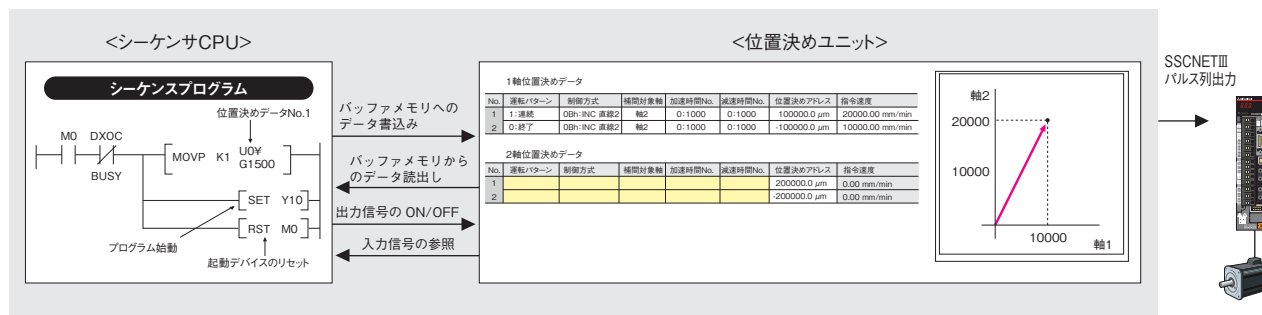 <シーケンサCPU>
シーケンスプログラム
位置決めデータNo.1
M0 DX0C
MOVP K1 U0¥
G1500
BUSY
SET Y10
RST M0
プログラム始動
起動デバイスのリセット
バッファメモリへの
データ書込み
バッファメモリから
のデータ読出し
出力信号の ON/OFF
入力信号の参照
<位置決めユニット>
1軸位置決めデータ
No. 運転パターン 制御方式 補間対象軸 加速時間No. 減速時間No. 位置決めアドレス 指令速度
1 1:連続 0Bh:INC 直線2 軸2 0:1000 0:1000 100000.0 μm 20000.00 mm/min
2 0:終了 0Bh:INC 直線2 軸2 0:1000 0:1000 -100000.0 μm 10000.00 mm/min
2軸位置決めデータ
No. 運転パターン 制御方式 補間対象軸 加速時間No. 減速時間No. 位置決めアドレス 指令速度
1 200000.0 μm 0.00 mm/min
2 -200000.0 μm 0.00 mm/min
軸2
20000
10000
10000
軸1
SSCNETⅢ
パルス列出力